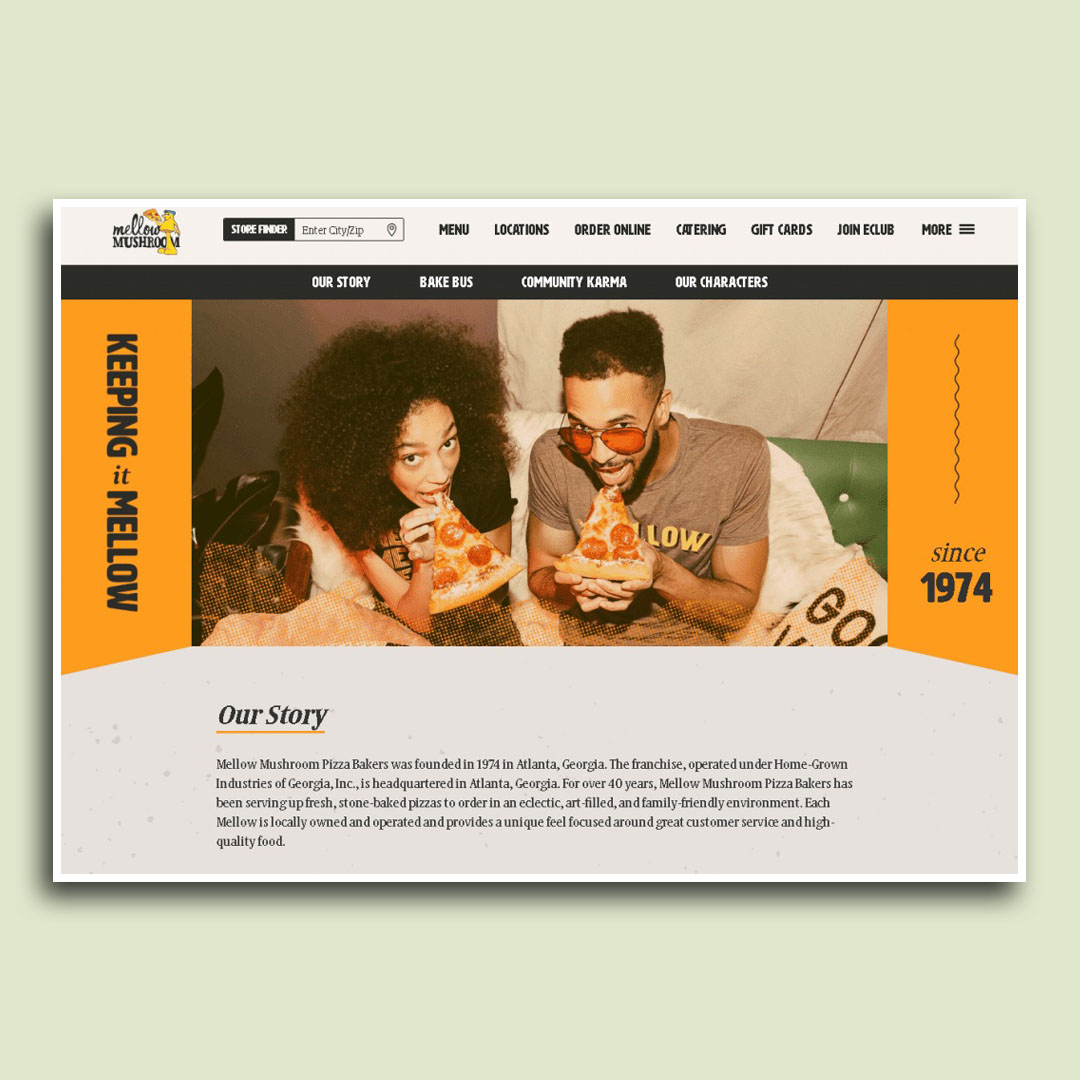 mellow
MUSHROOM
STORE FINDER Enter City/Zip
MENU LOCATIONS ORDER ONLINE CATERING GIFT CARDS JOIN ECLUB MORE
OUR STORY BAKE BUS COMMUNITY KARMA OUR CHARACTERS
KEEPING it MELLOW
LLOW
GOO
since
1974
Our Story
Mellow Mushroom Pizza Bakers was founded in 1974 in Atlanta, Georgia. The franchise, operated under Home-Grown
Industries of Georgia, Inc., is headquartered in Atlanta, Georgia. For over 40 years, Mellow Mushroom Pizza Bakers has
been serving up fresh, stone-baked pizzas to order in an eclectic, art-filled, and family-friendly environment. Each
Mellow is locally owned and operated and provides a unique feel focused around great customer service and high-
quality food.